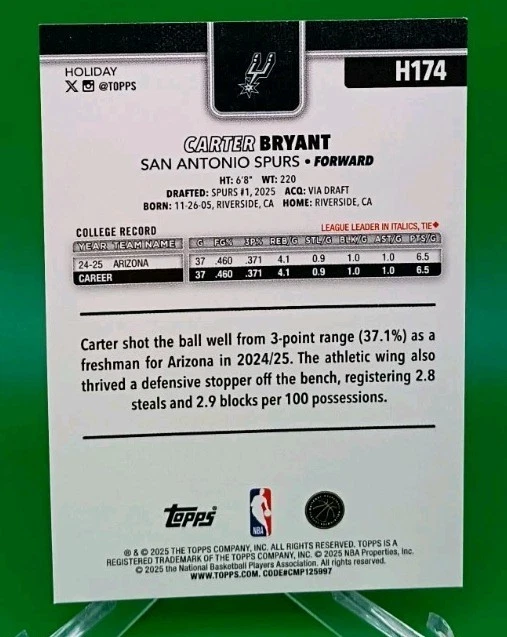 HOLIDAY
X @TOPPS
H174
CARTER BRYANT
SAN ANTONIO SPURS • FORWARD
HT: 6'8" WT: 220
DRAFTED: SPURS #1, 2025 ACQ: VIA DRAFT
BORN: 11-26-05, RIVERSIDE, CA HOME: RIVERSIDE, CA
COLLEGE RECORD LEAGUE LEADER IN ITALICS, TIE◆
YEAR TEAM NAME G FG% 3P% REB/G STL/G BLK/G AST/G PTS/G
24-25 ARIZONA 37 .460 .371 4.1 0.9 1.0 1.0 6.5
CAREER 37 .460 .371 4.1 0.9 1.0 1.0 6.5
Carter shot the ball well from 3-point range (37.1%) as a
freshman for Arizona in 2024/25. The athletic wing also
thrived a defensive stopper off the bench, registering 2.8
steals and 2.9 blocks per 100 possessions.
topps NBA
® & © 2025 THE TOPPS COMPANY, INC. ALL RIGHTS RESERVED. TOPPS IS A
REGISTERED TRADEMARK OF THE TOPPS COMPANY, INC. © 2025 NBA Properties, Inc.
© 2025 the National Basketball Players Association. All rights reserved.
WWW.TOPPS.COM. CODE#CMP125997